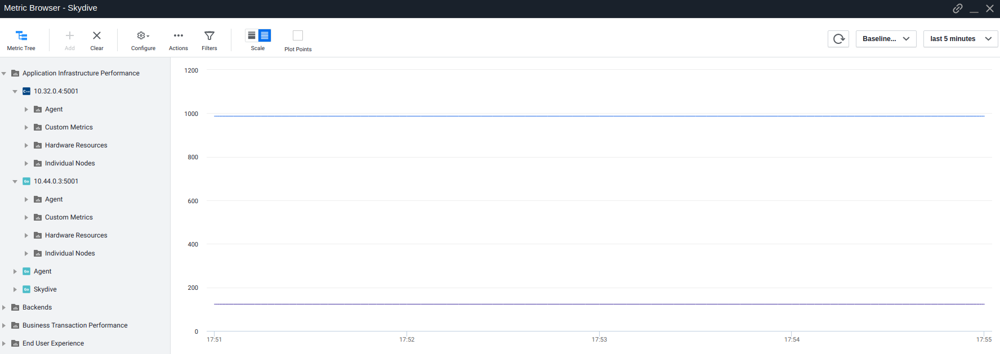 Metric Browser - Skydive
Metric Tree
Add
Clear
Configure
Actions
Filters
Scale
Plot Points
Baseline...
last 5 minutes
Application Infrastructure Performance
C++ 10.32.0.4:5001
Agent
Custom Metrics
Hardware Resources
Individual Nodes
Go 10.44.0.3:5001
Agent
Custom Metrics
Hardware Resources
Individual Nodes
Go Agent
Go Skydive
Backends
Business Transaction Performance
End User Experience
1200
1000
800
600
400
200
0
17:51 17:52 17:53 17:54 17:55